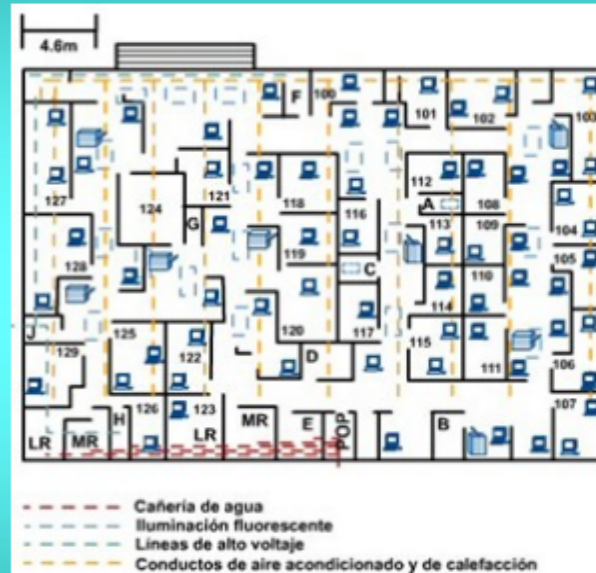 4.6m
F
100
101
102
103
127
124
121
118
112
108
A
116
G
113
109
104
128
119
C
110
105
114
J
125
122
120
117
115
111
106
129
D
107
H
126
123
MR
E
POP
B
LR
MR
LR
Cañería de agua
Iluminación fluorescente
Líneas de alto voltaje
Conductos de aire acondicionado y de calefacción